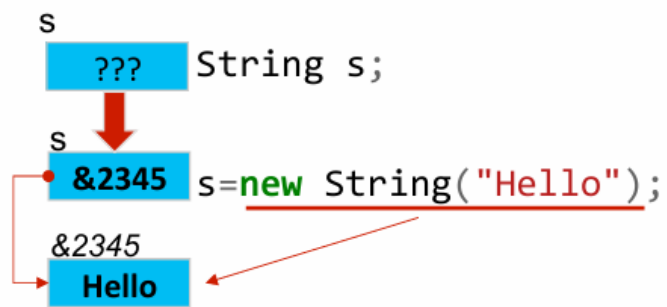 s
??? String s;
s
&2345 s=new String("Hello");
&2345
Hello